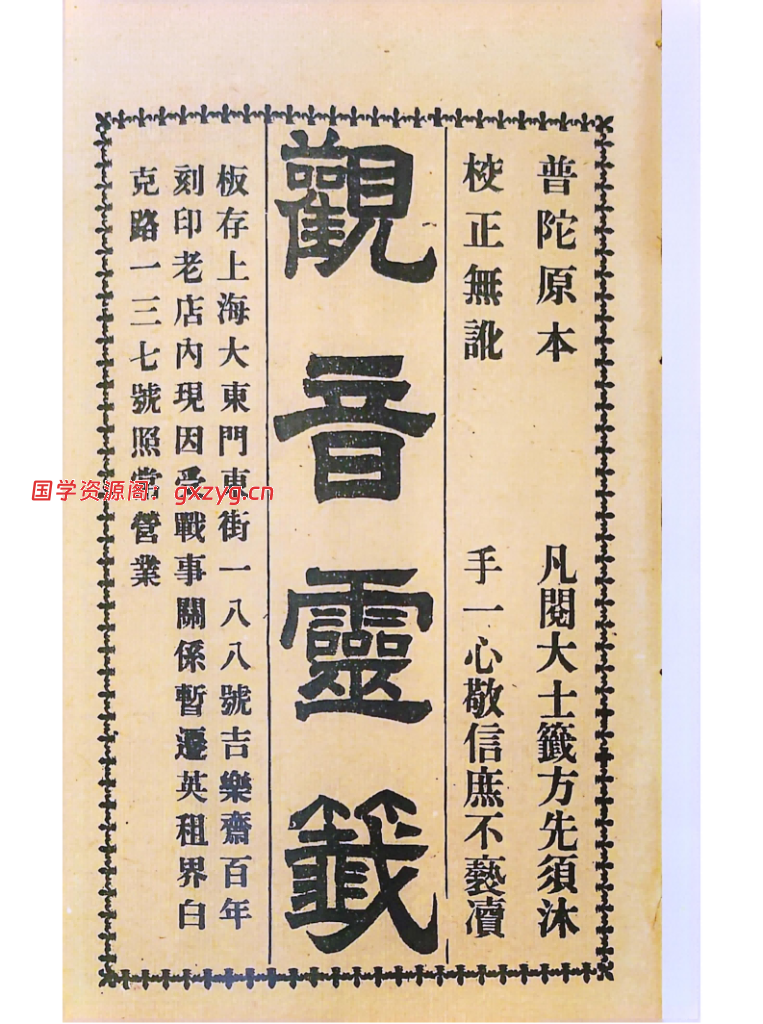 普陀原本
凡閱大士籤方先須沐
校正無訛
手一心敬信庶不褻瀆
觀音靈籤
板存上海大東門東街一八八號吉樂齋百年
刻印老店內現因受戰事關係暫遷英租界白
克路一三七號照常營業
国学资源阁：gxzyg.cn